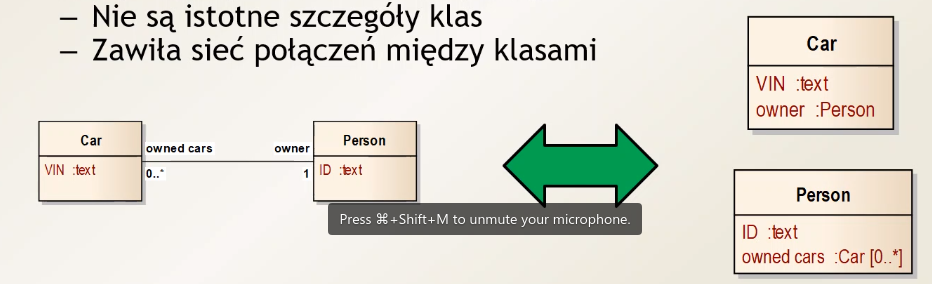 – Nie są istotne szczegóły klas
– Zawiła sieć połączeń między klasami
Car
VIN :text
owned cars
0..*
owner
1
Person
ID :text
Press ⌘+Shift+M to unmute your microphone.
Car
VIN :text
owner :Person
Person
ID :text
owned cars :Car [0..*]